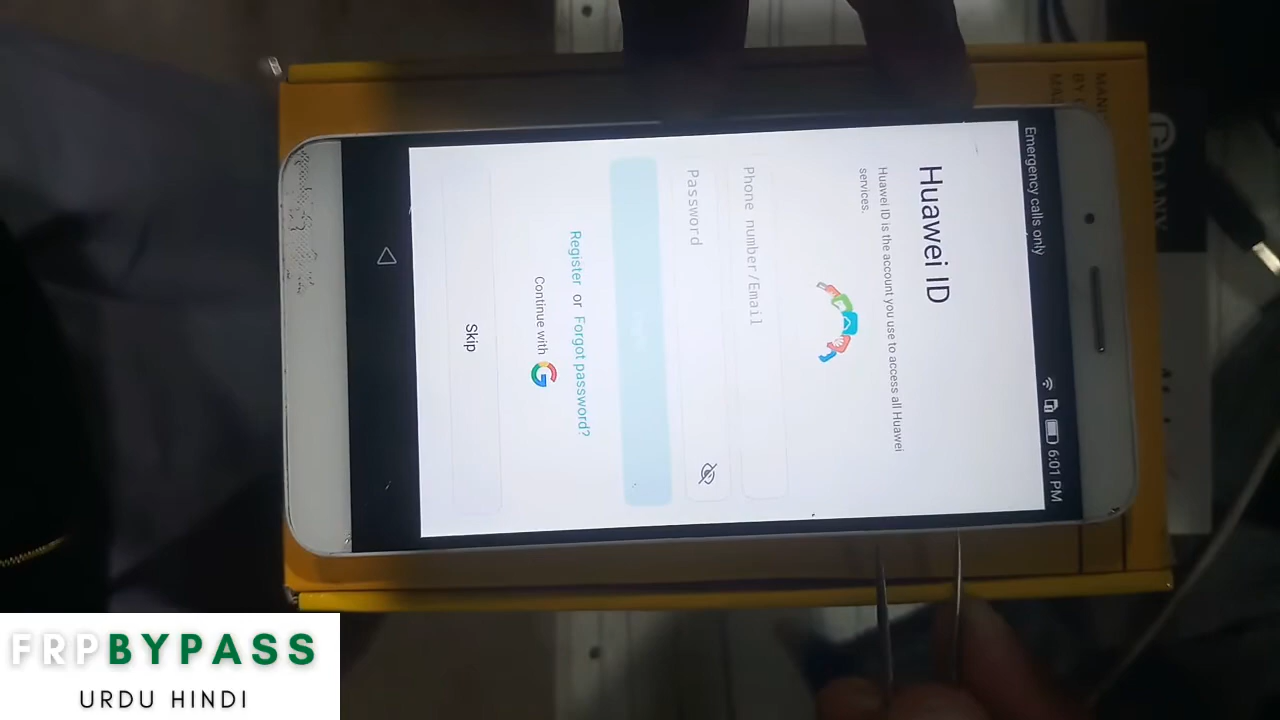 Emergency calls only
6:01 PM
Huawei ID
Huawei ID is the account you use to access all Huawei
services.
Phone number/Email
Password
Register or Forgot password?
Continue with
Skip
DANY
FRPBYPASS
URDU HINDI